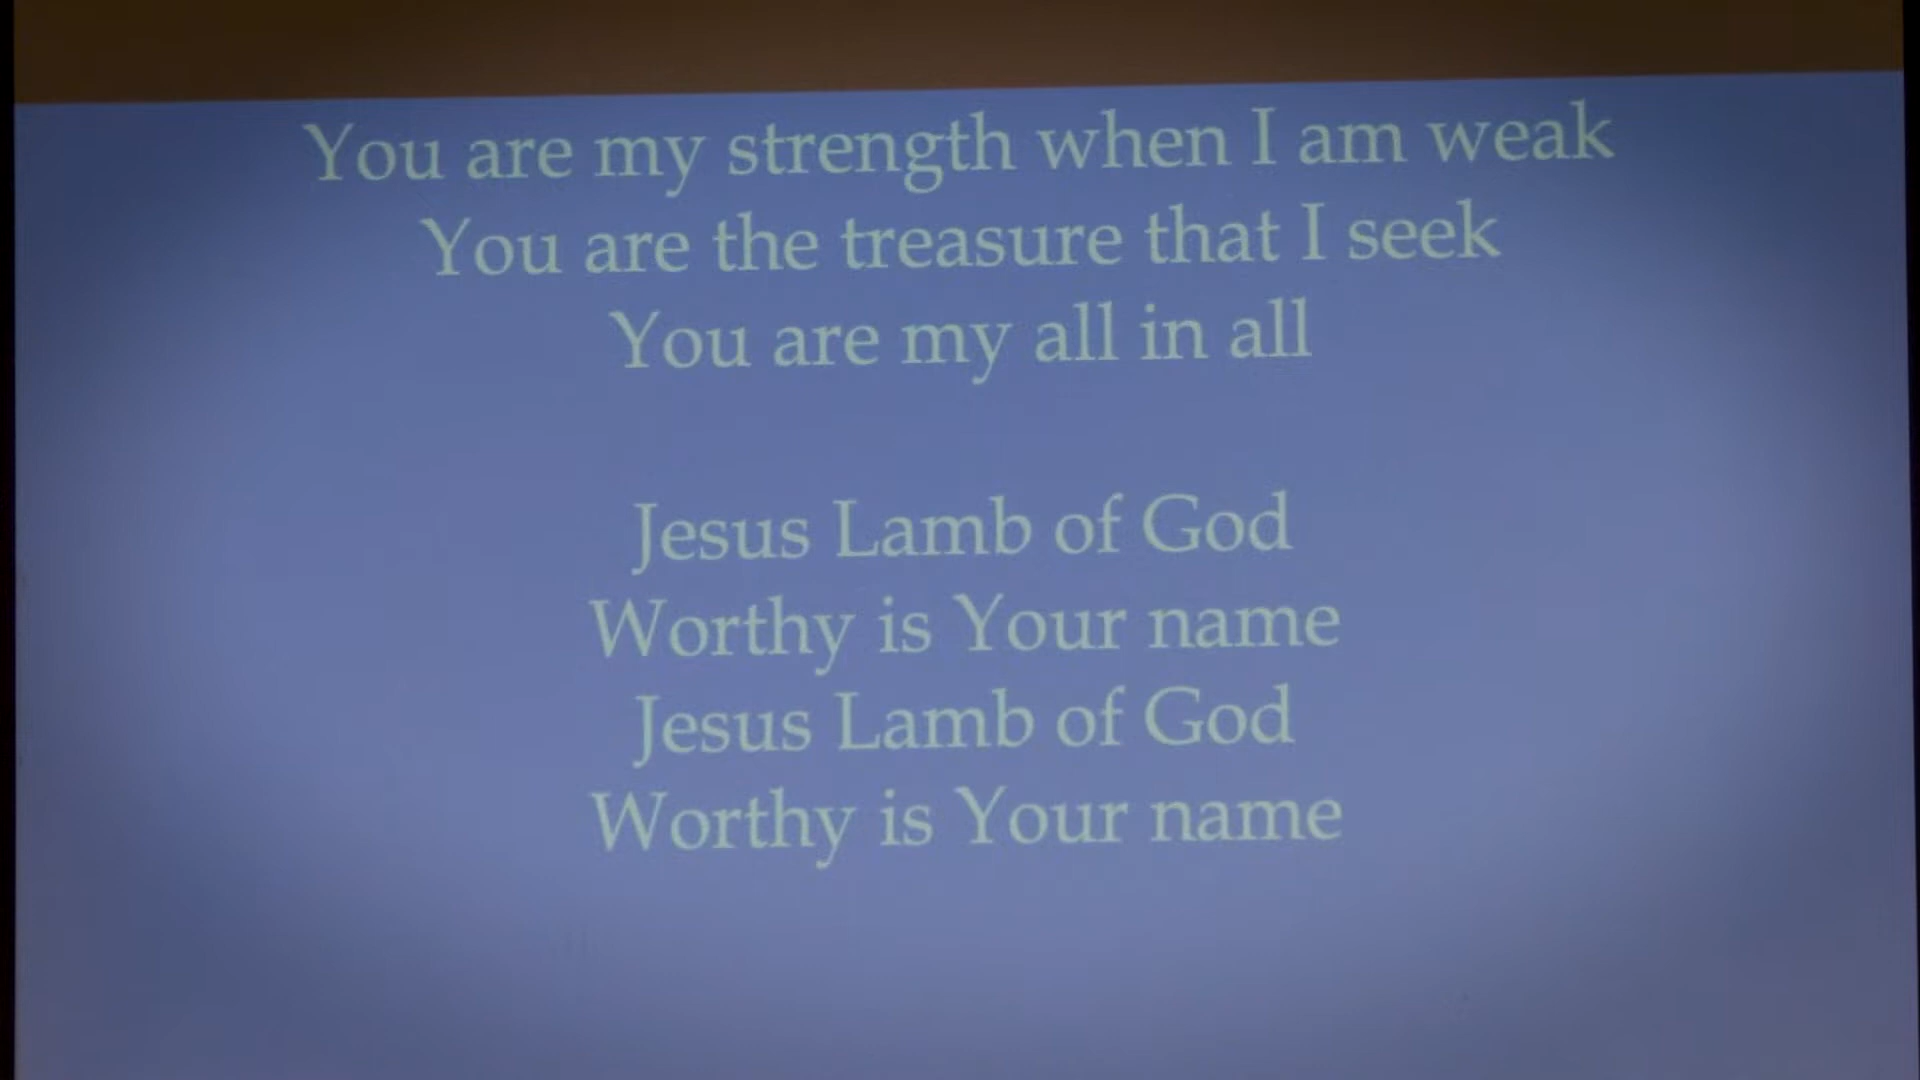 You are my strength when I am weak
You are the treasure that I seek
You are my all in all
Jesus Lamb of God
Worthy is Your name
Jesus Lamb of God
Worthy is Your name